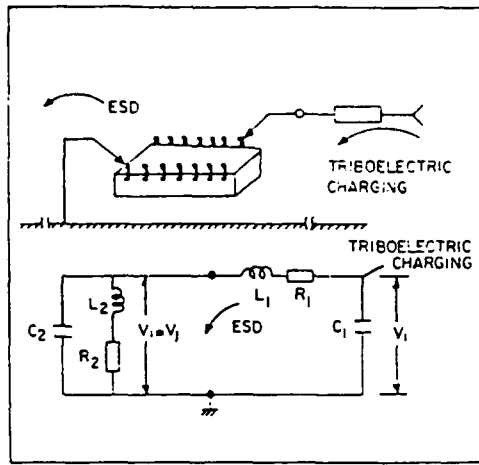 ESD
TRIBOELECTRIC
CHARGING
TRIBOELECTRIC
CHARGING
L₂
C₂
R₂
V₁=Vⱼ
ESD
L₁
R₁
C₁
V₁